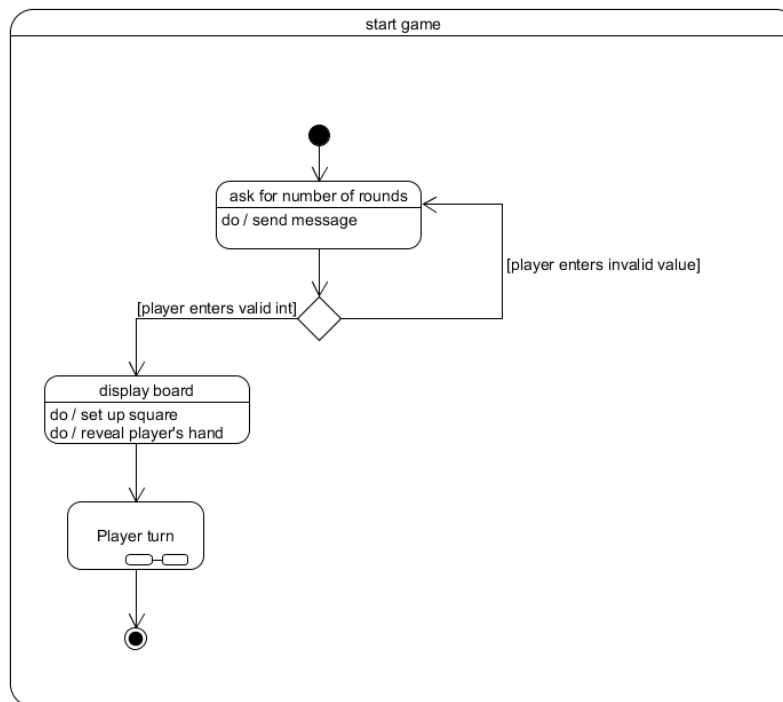 start game
ask for number of rounds
do / send message
[player enters invalid value]
[player enters valid int]
display board
do / set up square
do / reveal player's hand
Player turn